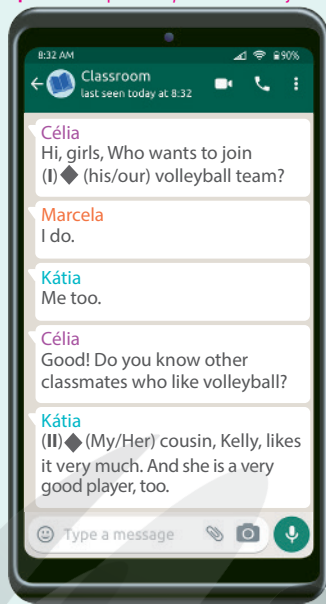 8:32 AM
90%
Classroom
last seen today at 8:32
Célia
Hi, girls, Who wants to join
(I)◆ (his/our) volleyball team?
Marcela
I do.
Kátia
Me too.
Célia
Good! Do you know other
classmates who like volleyball?
Kátia
(II)◆ (My/Her) cousin, Kelly, likes
it very much. And she is a very
good player, too.
Type a message